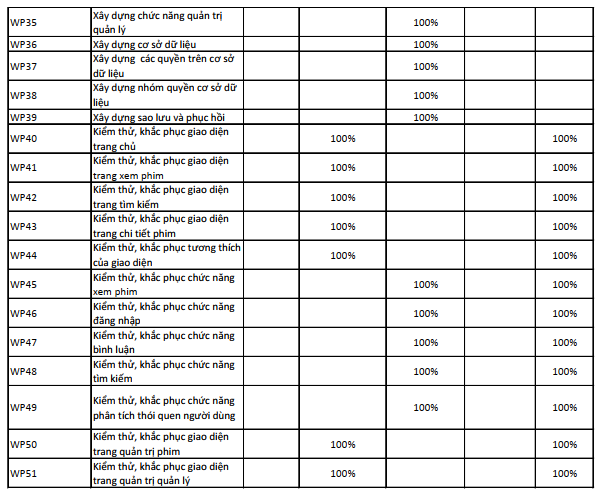 WP35 Xây dựng chức năng quản trị 100%
quản lý
WP36 Xây dựng cơ sở dữ liệu 100%
WP37 Xây dựng các quyền trên cơ sở 100%
dữ liệu
WP38 Xây dựng nhóm quyền cơ sở dữ 100%
liệu
WP39 Xây dựng sao lưu và phục hồi 100%
WP40 Kiểm thử, khắc phục giao diện 100% 100%
trang chủ
WP41 Kiểm thử, khắc phục giao diện 100% 100%
trang xem phim
WP42 Kiểm thử, khắc phục giao diện 100% 100%
trang tìm kiếm
WP43 Kiểm thử, khắc phục giao diện 100% 100%
trang chi tiết phim
WP44 Kiểm thử, khắc phục tương thích 100% 100%
của giao diện
WP45 Kiểm thử, khắc phục chức năng 100% 100%
xem phim
WP46 Kiểm thử, khắc phục chức năng 100% 100%
đăng nhập
WP47 Kiểm thử, khắc phục chức năng 100% 100%
bình luận
WP48 Kiểm thử, khắc phục chức năng 100% 100%
tìm kiếm
WP49 Kiểm thử, khắc phục chức năng 100% 100%
phân tích thói quen người dùng
WP50 Kiểm thử, khắc phục giao diện 100% 100%
trang quản trị phim
WP51 Kiểm thử, khắc phục giao diện 100% 100%
trang quản trị quản lý